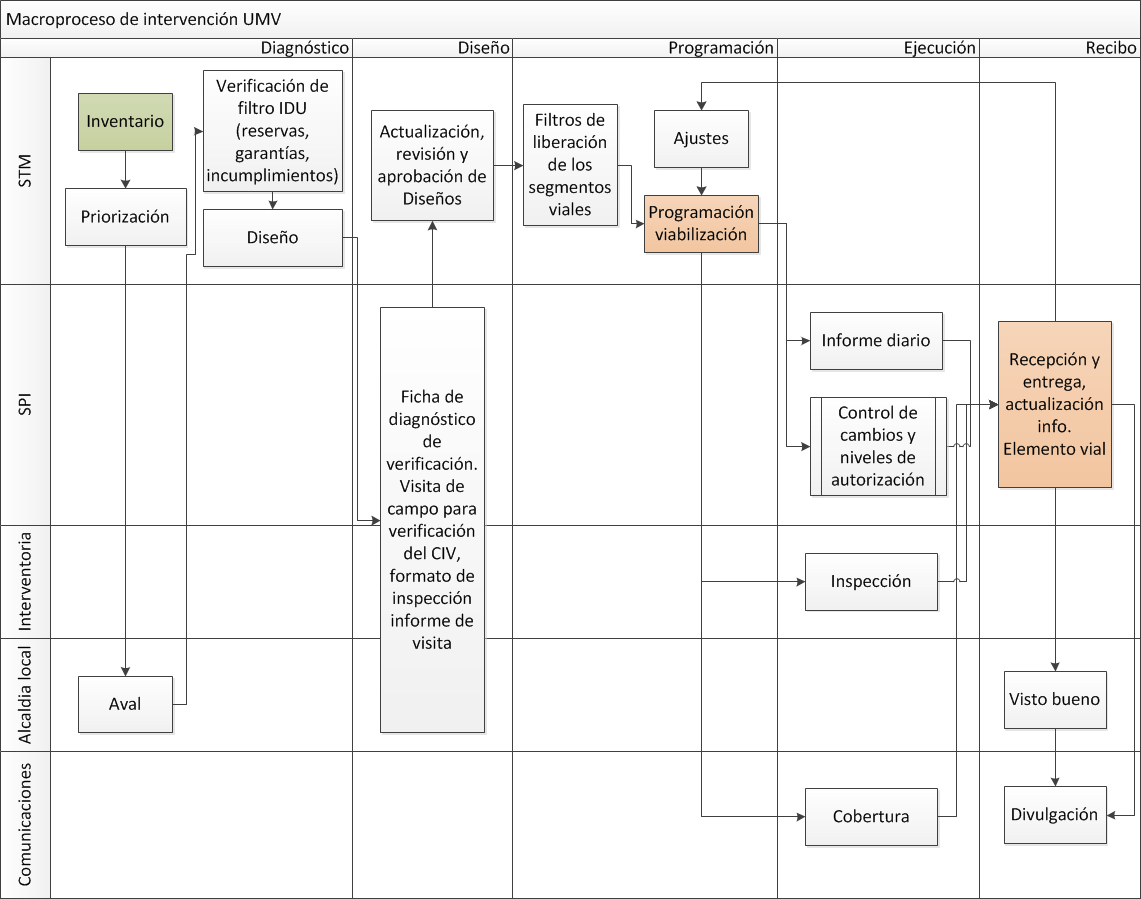 Macroproceso de intervención UMV
Diagnóstico
Diseño
Programación
Ejecución
Recibo
STM
Inventario
Priorización
Verificación de
filtro IDU
(reservas,
garantías,
incumplimientos)
Diseño
Actualización,
revisión y
aprobación de
Diseños
Filtros de
liberación
de los
segmentos
viales
Ajustes
Programación
viabilización
SPI
Ficha de
diagnóstico
de
verificación.
Visita de
campo para
verificación
del CIV,
formato de
inspección
informe de
visita
Informe diario
Control de
cambios y
niveles de
autorización
Recepción y
entrega,
actualización
info.
Elemento vial
Interventoria
Inspección
Alcaldia local
Aval
Visto bueno
Comunicaciones
Cobertura
Divulgación